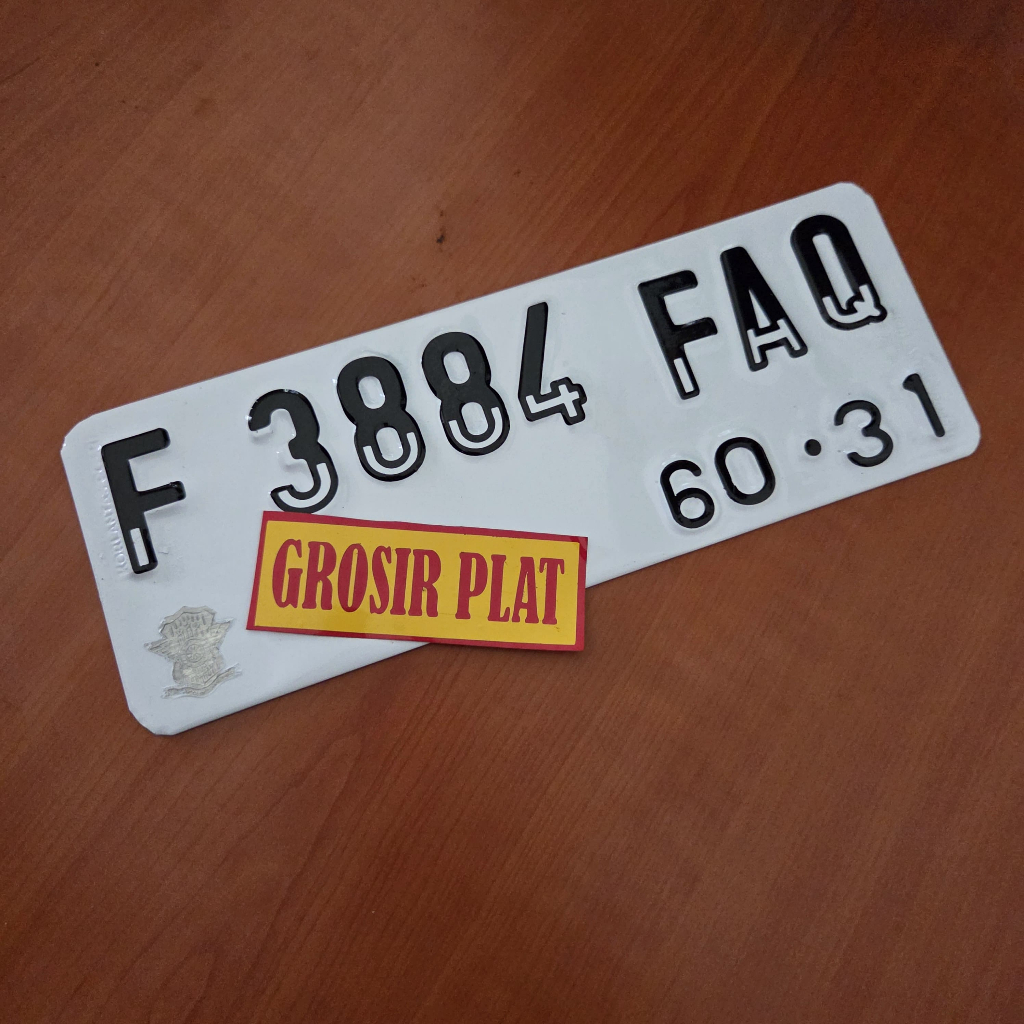 F 3884 FAQ
60·31
GROSIR PLAT